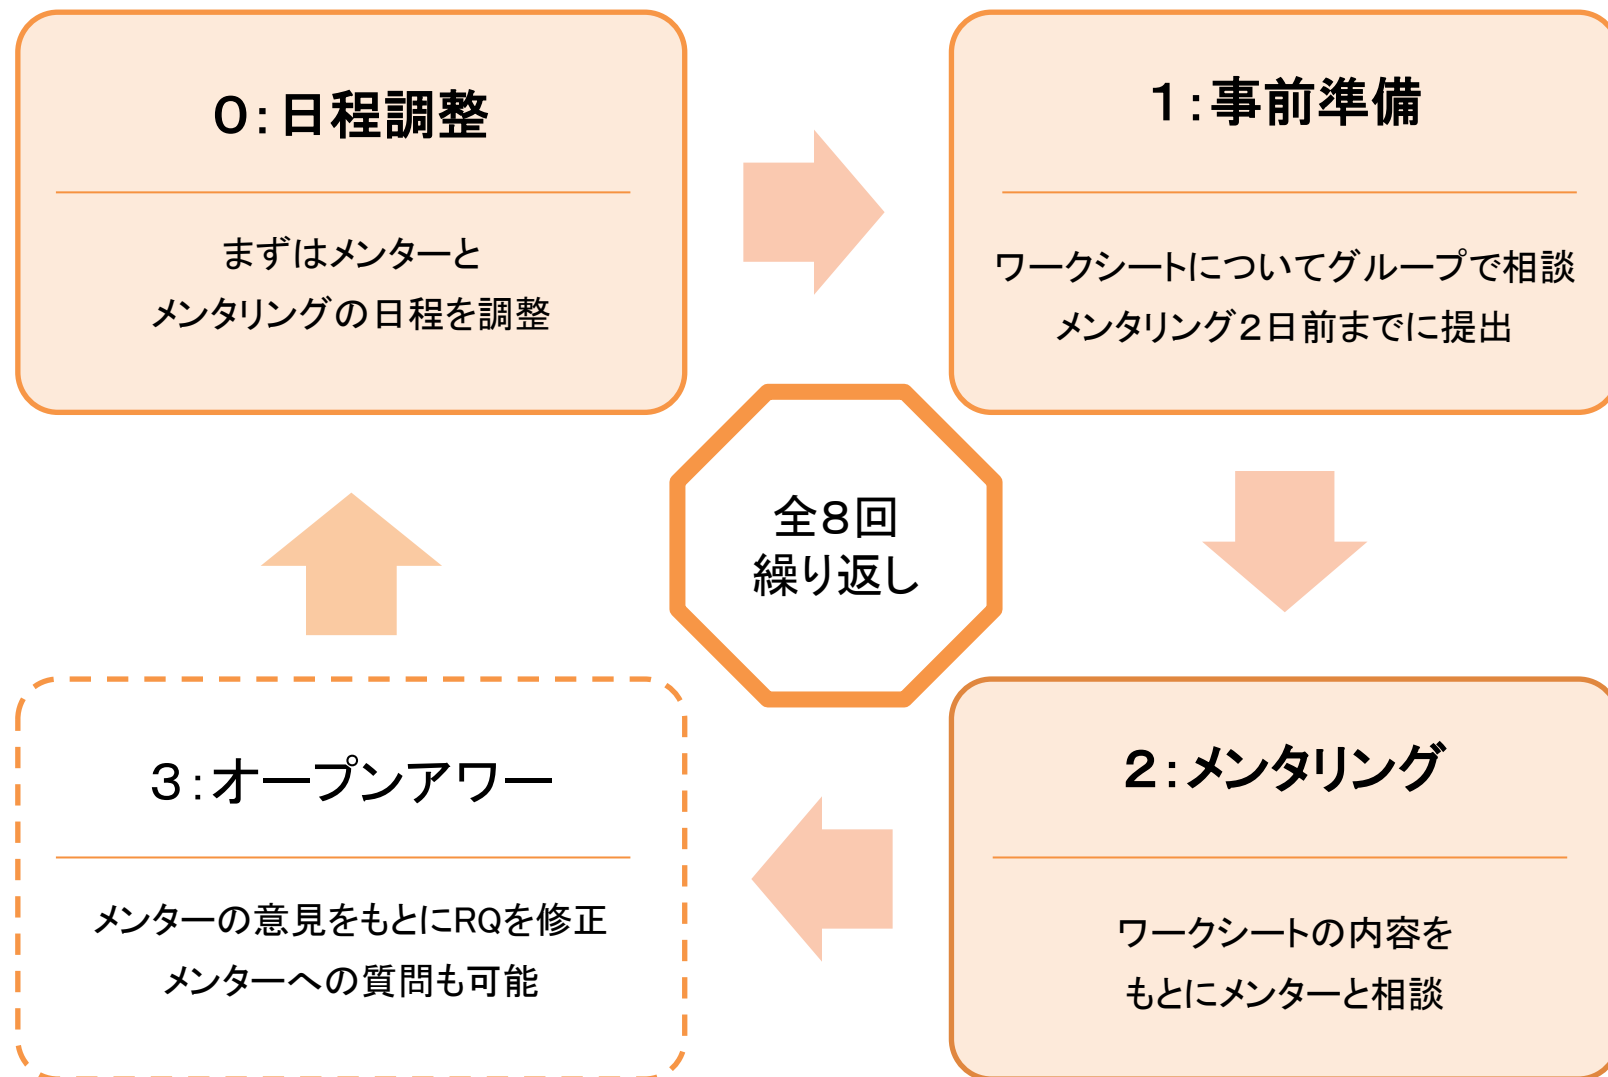 0：日程調整
まずはメンターと
メンタリングの日程を調整
1：事前準備
ワークシートについてグループで相談
メンタリング2日前までに提出
全8回
繰り返し
2：メンタリング
ワークシートの内容を
もとにメンターと相談
3：オープンアワー
メンターの意見をもとにRQを修正
メンターへの質問も可能